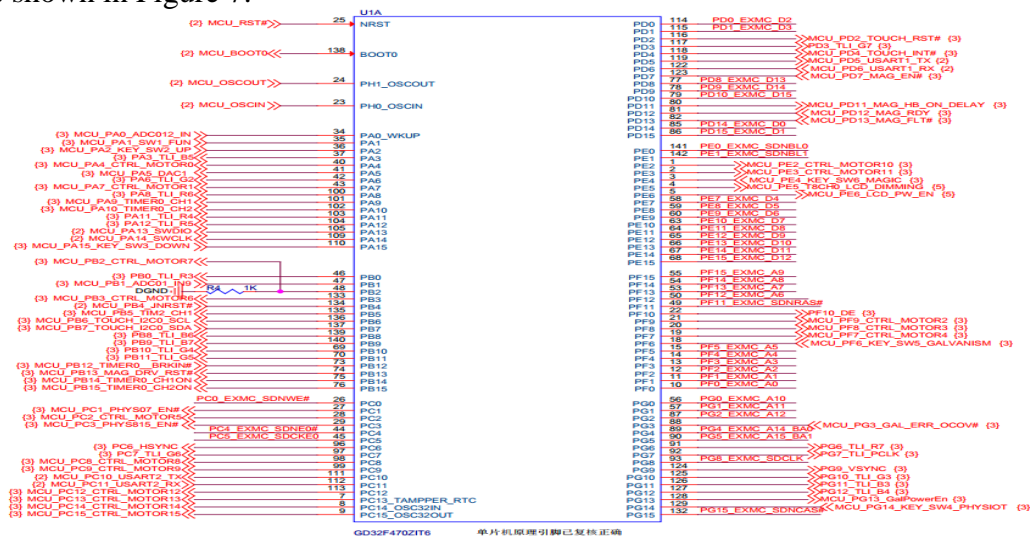 shown in Figure 7.
U1A
{2} MCU_RST# 25 NRST
{2} MCU_BOOT0 138 BOOT0
{2} MCU_OSCOUT 24 PH1_OSCOUT
{2} MCU_OSCIN 23 PH0_OSCIN
{3} MCU_PA0_ADC012_IN 34 PA0_WKUP
{3} MCU_PA1_SW1_FUN 35 PA1
{3} MCU_PA2_KEY_SW2_UP 36 PA2
{3} PA3_TLI_B5 37 PA3
{3} MCU_PA4_CTRL_MOTOR0 40 PA4
{3} MCU_PA5_DAC1 41 PA5
{3} PA6_TLI_G2 42 PA6
{3} MCU_PA7_CTRL_MOTOR1 43 PA7
{3} PA8_TLI_R6 100 PA8
{3} MCU_PA9_TIMER0_CH1 101 PA9
{3} MCU_PA10_TIMER0_CH2 102 PA10
{3} PA11_TLI_R4 103 PA11
{3} PA12_TLI_R5 104 PA12
{2} MCU_PA13_SWDIO 105 PA13
{2} MCU_PA14_SWCLK 109 PA14
{3} MCU_PA15_KEY_SW3_DOWN 110 PA15
{3} MCU_PB2_CTRL_MOTOR7
{3} PB0_TLI_R3 46 PB0
{3} MCU_PB1_ADC01_IN9 47 PB1
DGND R4 1K 48 PB2
{3} MCU_PB3_CTRL_MOTOR6 133 PB3
{2} MCU_PB4_JNRST# 134 PB4
{3} MCU_PB5_TIM2_CH1 135 PB5
{3} MCU_PB6_TOUCH_I2C0_SCL 136 PB6
{3} MCU_PB7_TOUCH_I2C0_SDA 137 PB7
{3} PB8_TLI_B6 139 PB8
{3} PB9_TLI_B7 140 PB9
{3} PB10_TLI_G4 69 PB10
{3} PB11_TLI_G5 70 PB11
{3} MCU_PB12_TIMER0_BRKIN# 73 PB12
{3} MCU_PB13_MAG_DRV_RST# 74 PB13
{3} MCU_PB14_TIMER0_CH1ON 75 PB14
{3} MCU_PB15_TIMER0_CH2ON 76 PB15
PC0_EXMC_SDNWE# 26 PC0
{3} MCU_PC1_PHYS07_EN# 27 PC1
{3} MCU_PC2_CTRL_MOTOR5 28 PC2
{3} MCU_PC3_PHYS815_EN# 29 PC3
PC4_EXMC_SDNE0# 44 PC4
PC5_EXMC_SDCKE0 45 PC5
{3} PC6_HSYNC 96 PC6
{3} PC7_TLI_G6 97 PC7
{3} MCU_PC8_CTRL_MOTOR8 98 PC8
{3} MCU_PC9_CTRL_MOTOR9 99 PC9
{2} MCU_PC10_USART2_TX 111 PC10
{2} MCU_PC11_USART2_RX 112 PC11
{3} MCU_PC12_CTRL_MOTOR12 113 PC12
{3} MCU_PC13_CTRL_MOTOR13 7 PC13_TAMPPER_RTC
{3} MCU_PC14_CTRL_MOTOR14 8 PC14_OSC32IN
{3} MCU_PC15_CTRL_MOTOR15 9 PC15_OSC32OUT
PD0 114 PD0_EXMC_D2
PD1 115 PD1_EXMC_D3
PD2 116 MCU_PD2_TOUCH_RST# {3}
PD3 117 PD3_TLI_G7 {3}
PD4 118 MCU_PD4_TOUCH_INT# {3}
PD5 119 MCU_PD5_USART1_TX {2}
PD6 122 MCU_PD6_USART1_RX {2}
PD7 123 MCU_PD7_MAG_EN# {3}
PD8 77 PD8_EXMC_D13
PD9 78 PD9_EXMC_D14
PD10 79 PD10_EXMC_D15
PD11 80 MCU_PD11_MAG_HB_ON_DELAY {3}
PD12 81 MCU_PD12_MAG_RDY {3}
PD13 82 MCU_PD13_MAG_FLT# {3}
PD14 85 PD14_EXMC_D0
PD15 86 PD15_EXMC_D1
PE0 141 PE0_EXMC_SDNBL0
PE1 142 PE1_EXMC_SDNBL1
PE2 1 MCU_PE2_CTRL_MOTOR10 {3}
PE3 2 MCU_PE3_CTRL_MOTOR11 {3}
PE4 3 MCU_PE4_KEY_SW6_MAGIC {3}
PE5 4 MCU_PE5_T8CH0_LCD_DIMMING {5}
PE6 5 MCU_PE6_LCD_PW_EN {5}
PE7 58 PE7_EXMC_D4
PE8 59 PE8_EXMC_D5
PE9 60 PE9_EXMC_D6
PE10 63 PE10_EXMC_D7
PE11 64 PE11_EXMC_D8
PE12 65 PE12_EXMC_D9
PE13 66 PE13_EXMC_D10
PE14 67 PE14_EXMC_D11
PE15 68 PE15_EXMC_D12
PF15 55 PF15_EXMC_A9
PF14 54 PF14_EXMC_A8
PF13 53 PF13_EXMC_A7
PF12 50 PF12_EXMC_A6
PF11 49 PF11_EXMC_SDNRAS#
PF10 22 PF10_DE {3}
PF9 21 MCU_PF9_CTRL_MOTOR2 {3}
PF8 20 MCU_PF8_CTRL_MOTOR3 {3}
PF7 19 MCU_PF7_CTRL_MOTOR4 {3}
PF6 18 MCU_PF6_KEY_SW5_GALVANISM {3}
PF5 15 PF5_EXMC_A5
PF4 14 PF4_EXMC_A4
PF3 13 PF3_EXMC_A3
PF2 12 PF2_EXMC_A2
PF1 11 PF1_EXMC_A1
PF0 10 PF0_EXMC_A0
PG0 56 PG0_EXMC_A10
PG1 57 PG1_EXMC_A11
PG2 87 PG2_EXMC_A12
PG3 88 MCU_PG3_GAL_ERR_OCOV# {3}
PG4 89 PG4_EXMC_A14_BA0
PG5 90 PG5_EXMC_A15_BA1
PG6 91 PG6_TLI_R7 {3}
PG7 92 PG7_TLI_PCLK {3}
PG8 93 PG8_EXMC_SDCLK
PG9 124 PG9_VSYNC {3}
PG10 125 PG10_TLI_G3 {3}
PG11 126 PG11_TLI_B3 {3}
PG12 127 PG12_TLI_B4 {3}
PG13 128 MCU_PG13_GalPowerEn {3}
PG14 129 MCU_PG14_KEY_SW4_PHYSIOT {3}
PG15 132 PG15_EXMC_SDNCAS#
GD32F470ZIT6 单片机原理引脚已复核正确